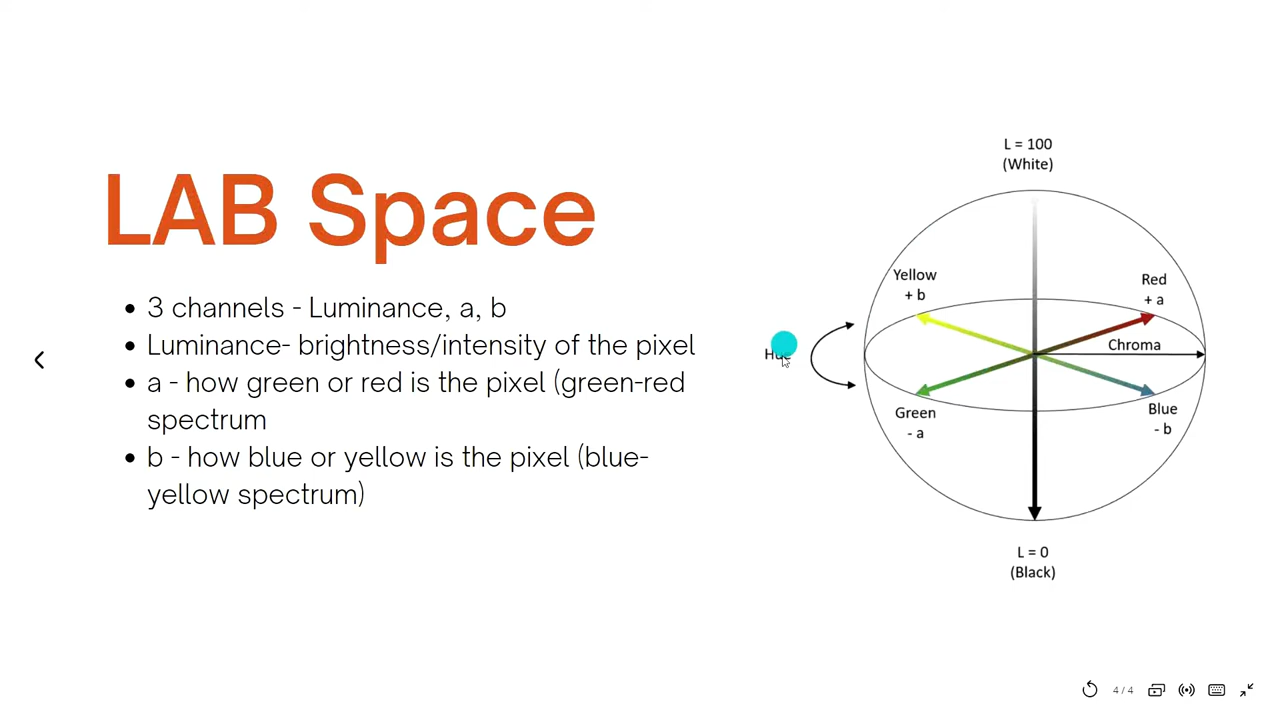 LAB Space
• 3 channels - Luminance, a, b
• Luminance- brightness/intensity of the pixel
• a - how green or red is the pixel (green-red
spectrum
• b - how blue or yellow is the pixel (blue-
yellow spectrum)
L = 100
(White)
Yellow
+ b
Red
+ a
Hue
Chroma
Green
- a
Blue
- b
L = 0
(Black)
4 / 4